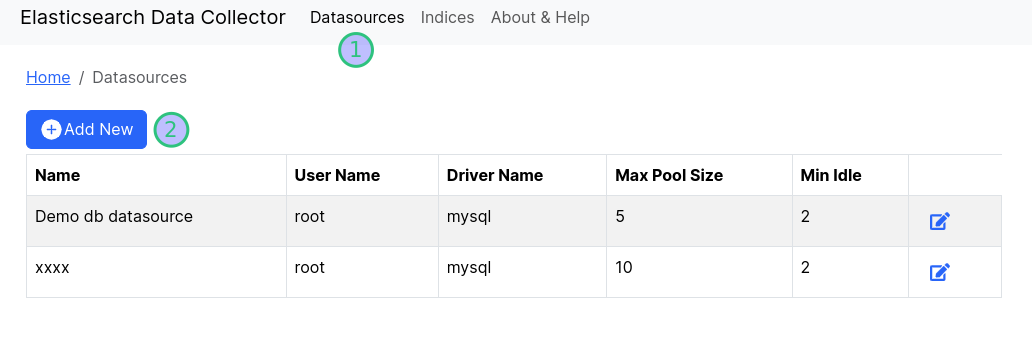 Elasticsearch Data Collector Datasources Indices About & Help
1
Home / Datasources
Add New 2
Name User Name Driver Name Max Pool Size Min Idle
Demo db datasource root mysql 5 2
xxxx root mysql 10 2